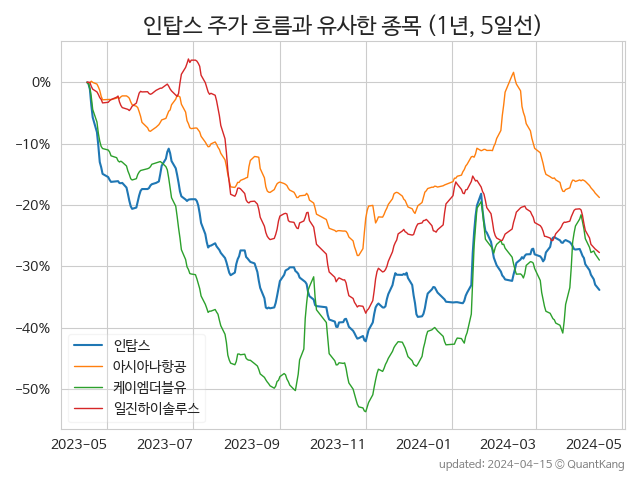 인탑스 주가 흐름과 유사한 종목 (1년, 5일선)
0%
−10%
−20%
−30%
−40%
−50%
인탑스
아시아나항공
케이엠더블유
일진하이솔루스
2023-05 2023-07 2023-09 2023-11 2024-01 2024-03 2024-05
updated: 2024-04-15 © QuantKang